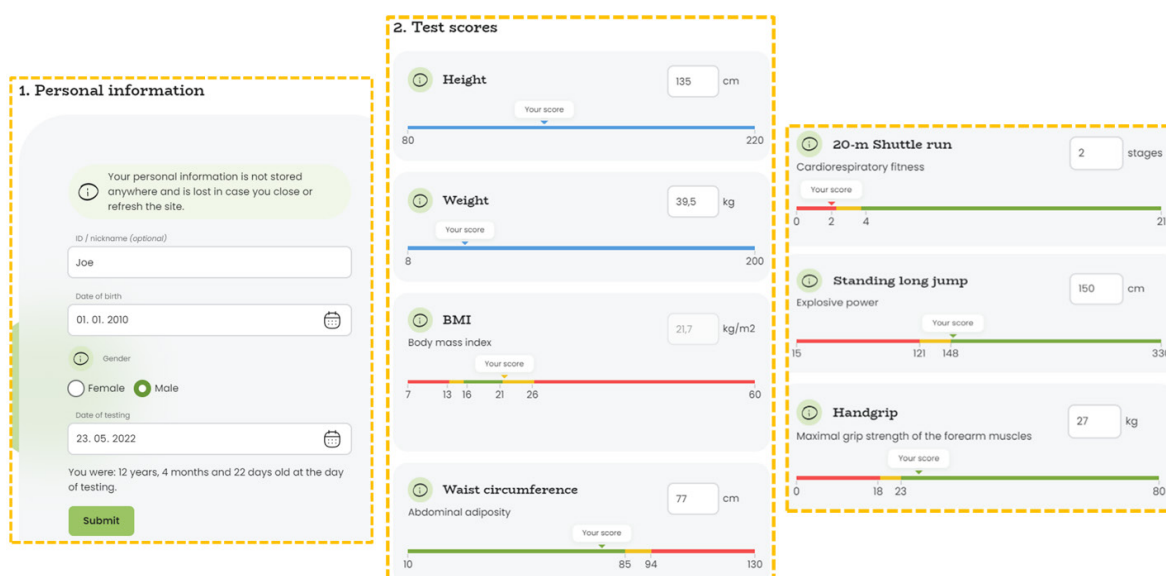 1. Personal information
Your personal information is not stored
anywhere and is lost in case you close or
refresh the site.
ID / nickname (optional)
Joe
Date of birth
01. 01. 2010
Gender
Female Male
Date of testing
23. 05. 2022
You were: 12 years, 4 months and 22 days old at the day
of testing.
Submit
2. Test scores
Height 135 cm
Your score
80 220
Weight 39,5 kg
Your score
8 200
BMI 21,7 kg/m2
Body mass index
Your score
7 13 16 21 26 60
Waist circumference 77 cm
Abdominal adiposity
Your score
10 85 94 130
20-m Shuttle run 2 stages
Cardiorespiratory fitness
Your score
0 2 4 21
Standing long jump 150 cm
Explosive power
Your score
15 121 148 330
Handgrip 27 kg
Maximal grip strength of the forearm muscles
Your score
0 18 23 80